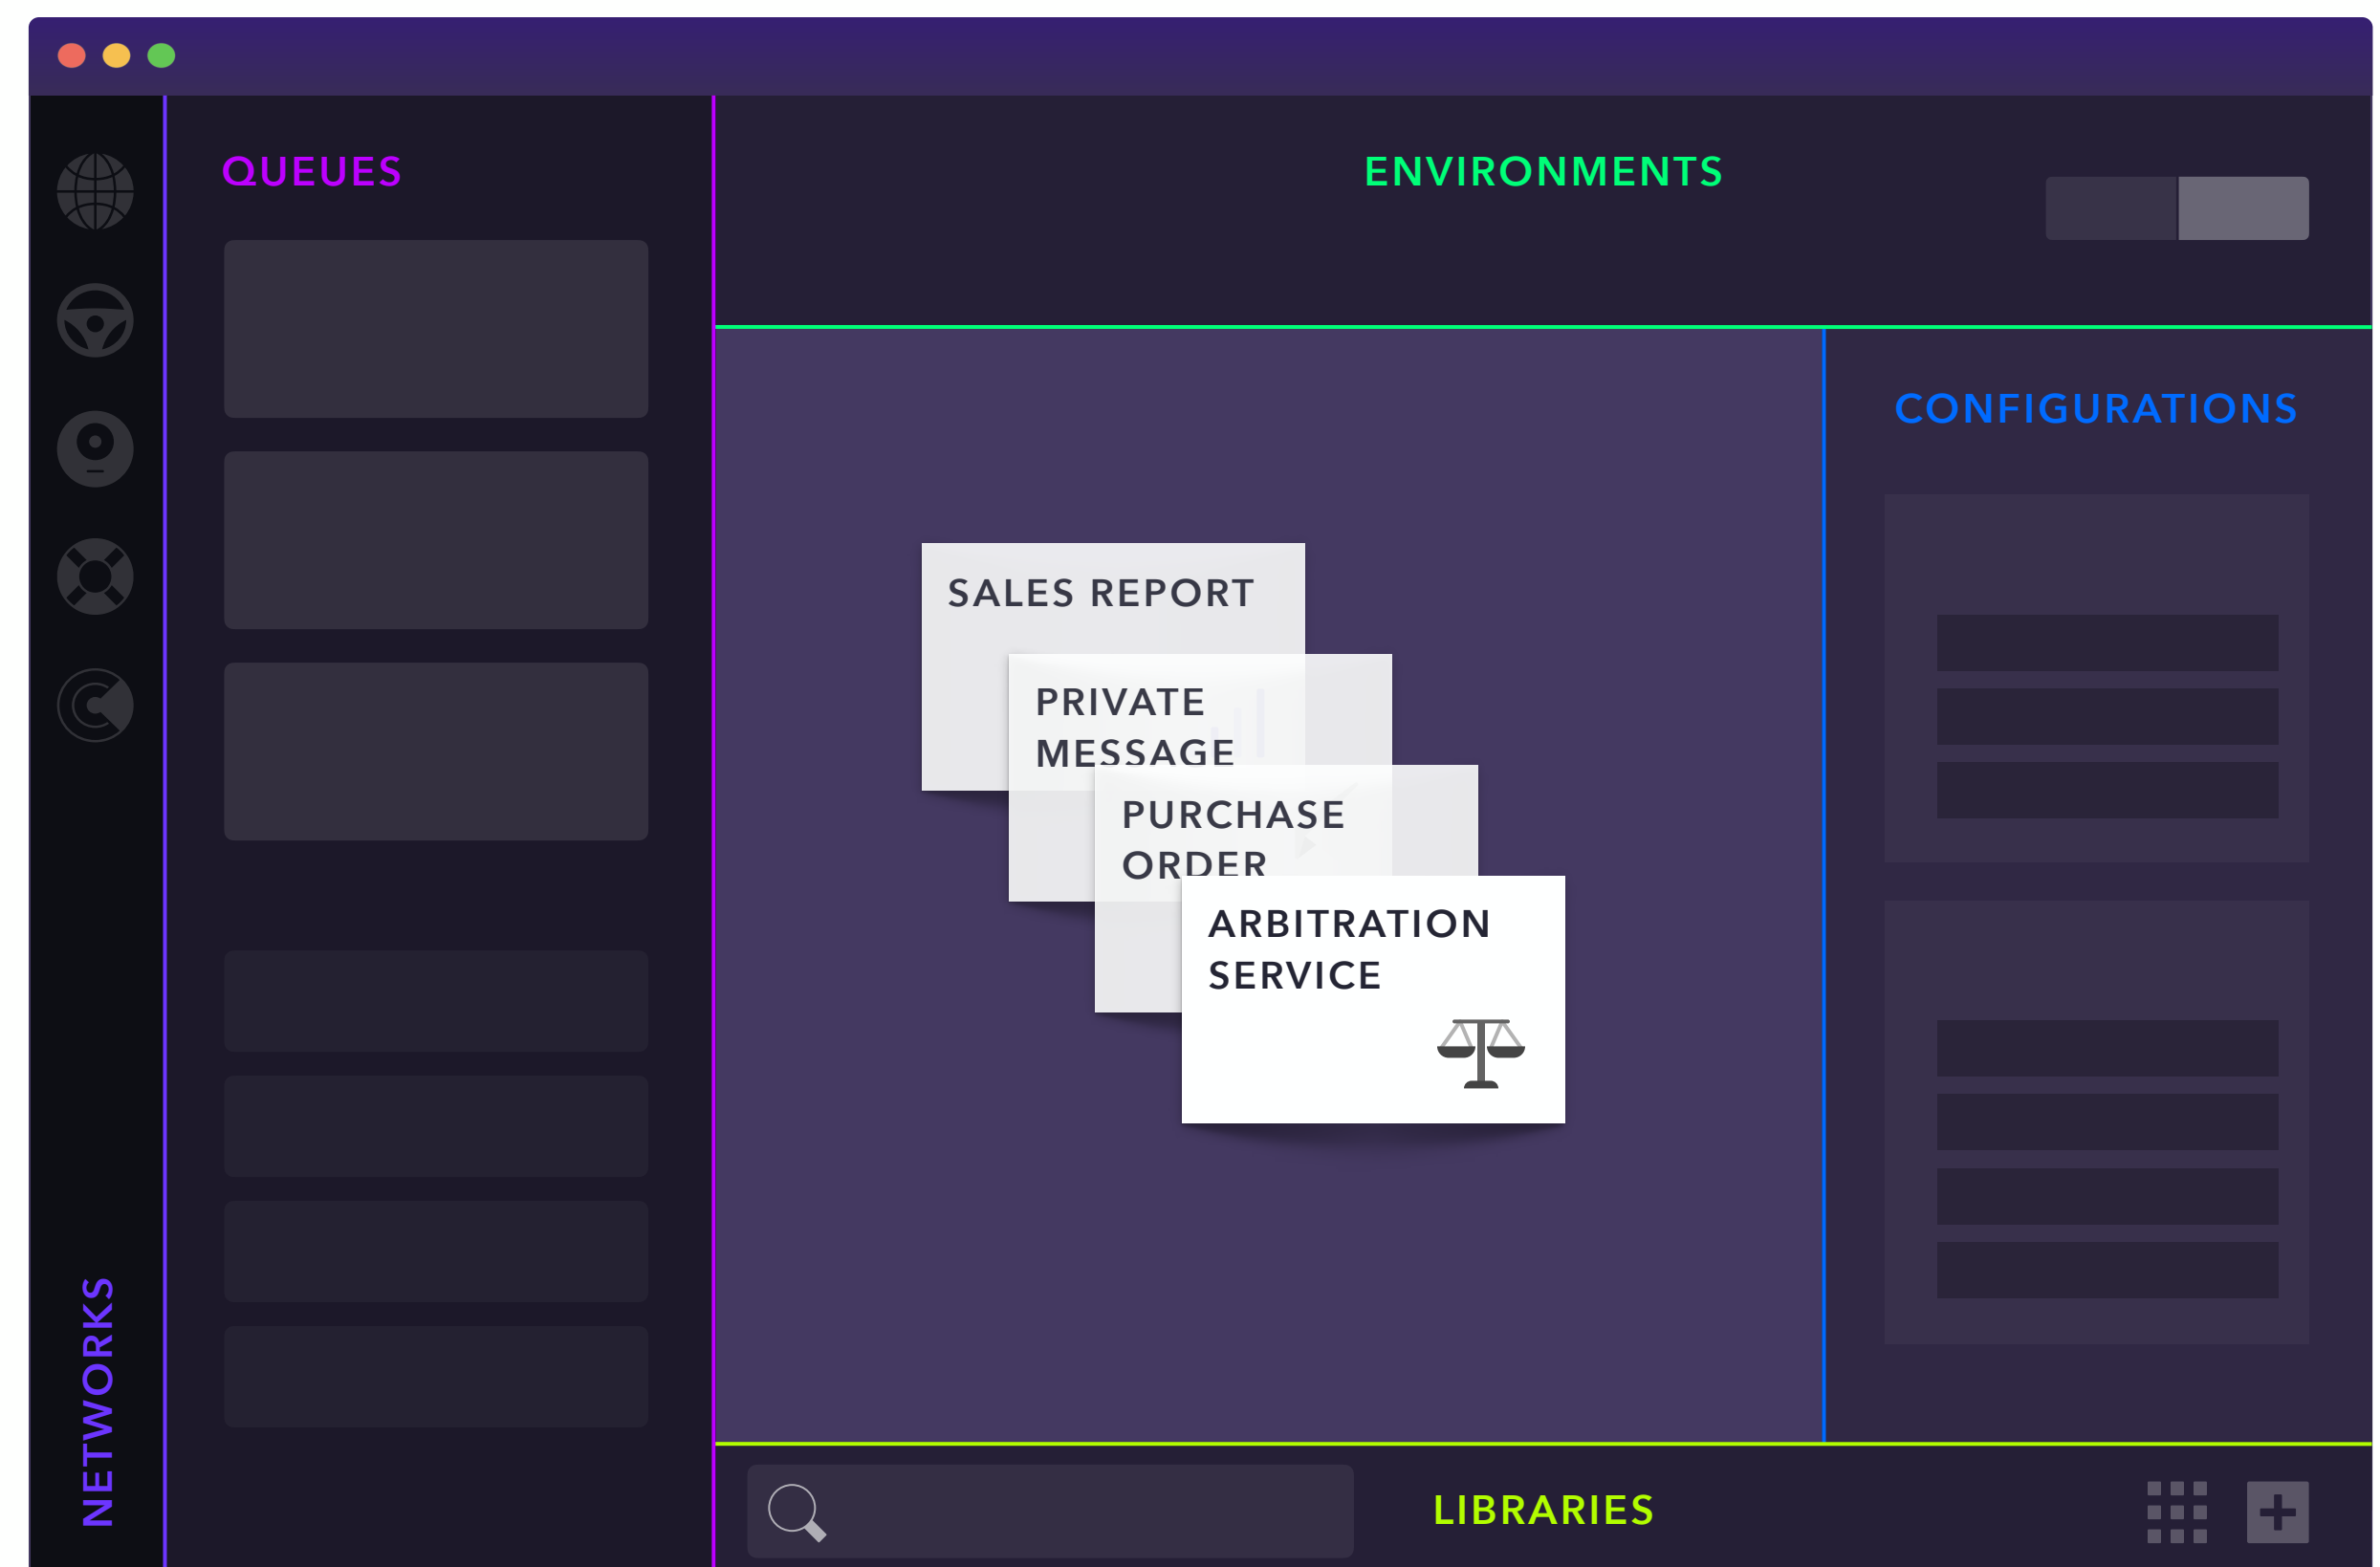 QUEUES
ENVIRONMENTS
CONFIGURATIONS
SALES REPORT
PRIVATE
MESSAGE
PURCHASE
ORDER
ARBITRATION
SERVICE
NETWORKS
LIBRARIES